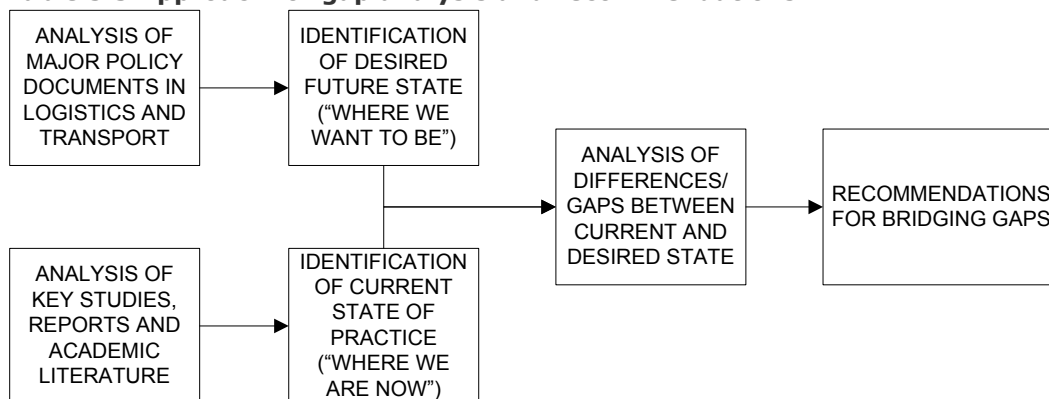 ANALYSIS OF
MAJOR POLICY
DOCUMENTS IN
LOGISTICS AND
TRANSPORT
IDENTIFICATION
OF DESIRED
FUTURE STATE
("WHERE WE
WANT TO BE")
ANALYSIS OF
KEY STUDIES,
REPORTS AND
ACADEMIC
LITERATURE
IDENTIFICATION
OF CURRENT
STATE OF
PRACTICE
("WHERE WE
ARE NOW")
ANALYSIS OF
DIFFERENCES/
GAPS BETWEEN
CURRENT AND
DESIRED STATE
RECOMMENDATIONS
FOR BRIDGING GAPS